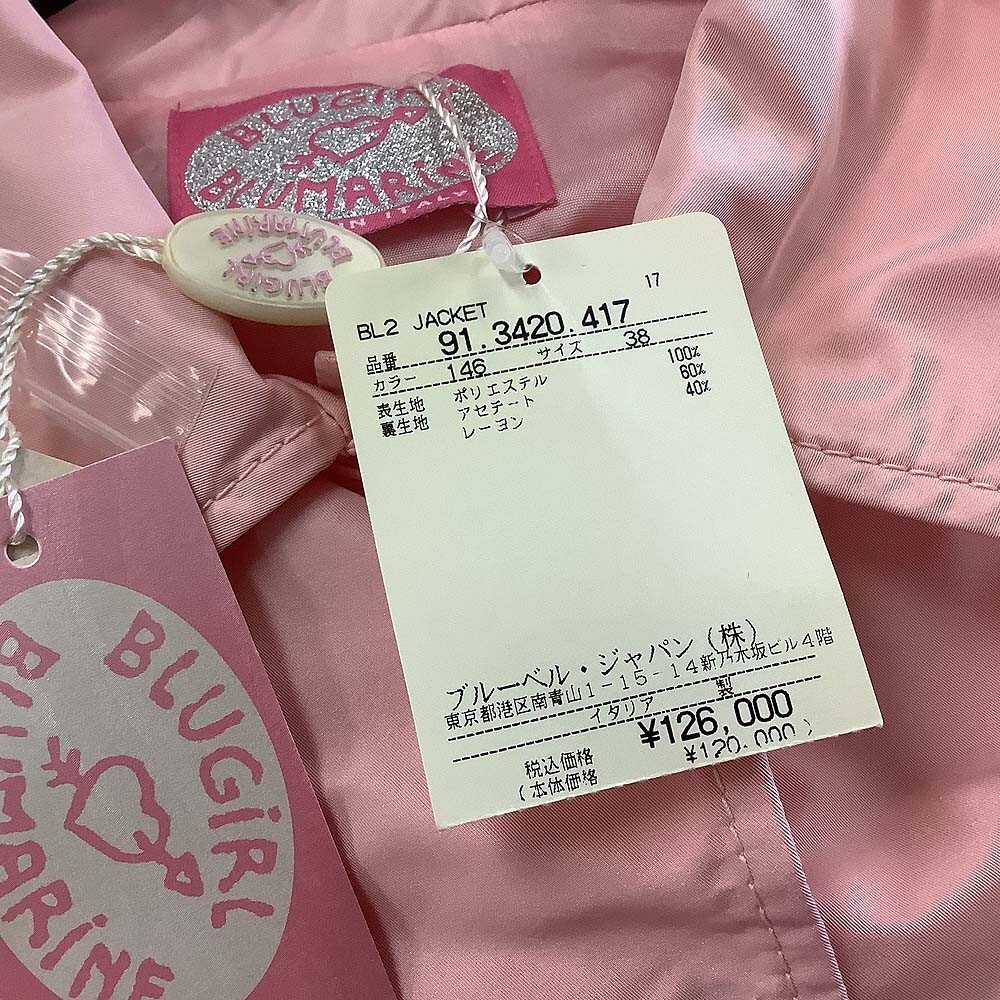 BLUGIRL
BLUMARINE
IN ITALY
BLUGIRL
BLUMARINE
17
BL2 JACKET
品番 91.3420.417
カラー 146 サイズ 38
表生地 ポリエステル 100%
裏生地 アセテート 60%
レーヨン 40%
ブルーベル・ジャパン(株)
東京都港区南青山1-15-14新乃木坂ビル4階
イタリア 製
税込価格 ¥126,000
(本体価格 ¥120,000)
BLUGIRL
BLUMARINE